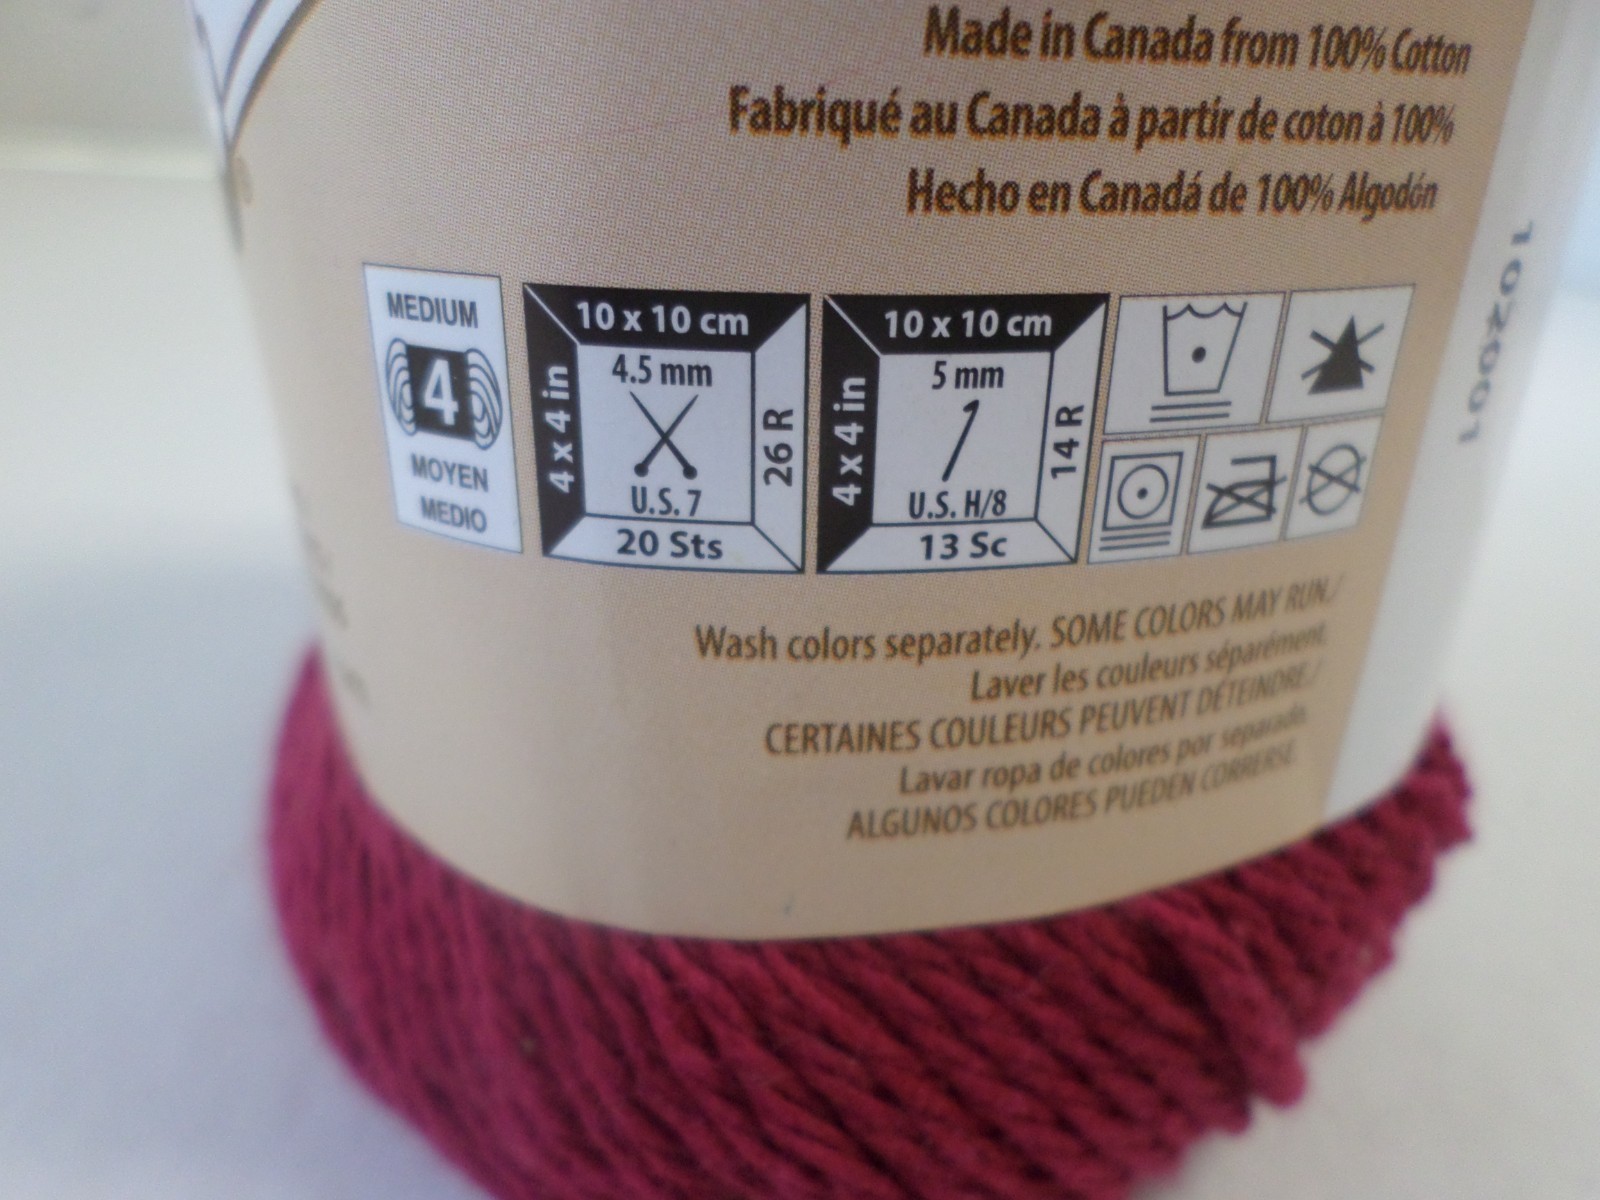 Made in Canada from 100% Cotton
Fabriqué au Canada à partir de coton à 100%
Hecho en Canadá de 100% Algodón
MEDIUM
4
MOYEN
MEDIO
10 x 10 cm
4 x 4 in
4.5 mm
U.S. 7
26 R
20 Sts
10 x 10 cm
4 x 4 in
5 mm
U.S. H/8
14 R
13 Sc
Wash colors separately. SOME COLORS MAY RUN./
Laver les couleurs séparément.
CERTAINES COULEURS PEUVENT DÉTEINDRE./
Lavar ropa de colores por separado.
ALGUNOS COLORES PUEDEN CORRERSE.